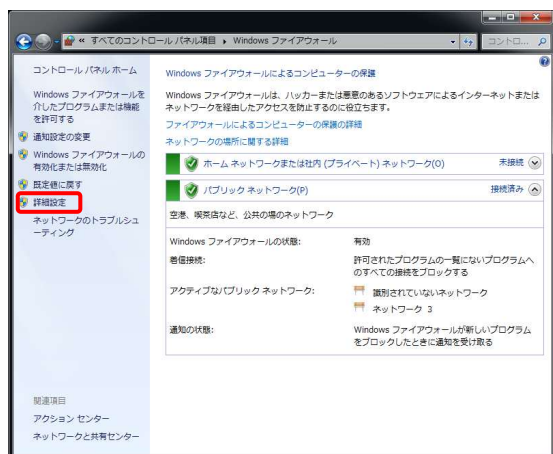 « すべてのコントロール パネル項目 ▸ Windows ファイアウォール
コントロ...
コントロール パネル ホーム
Windows ファイアウォールを
介したプログラムまたは機能
を許可する
通知設定の変更
Windows ファイアウォールの
有効化または無効化
既定値に戻す
詳細設定
ネットワークのトラブルシュ
ーティング
関連項目
アクション センター
ネットワークと共有センター
Windows ファイアウォールによるコンピューターの保護
Windows ファイアウォールは、ハッカーまたは悪意のあるソフトウェアによるインターネットまたは
ネットワークを経由したアクセスを防止するのに役立ちます。
ファイアウォールによるコンピューターの保護の詳細
ネットワークの場所に関する詳細
ホーム ネットワークまたは社内 (プライベート) ネットワーク(O) 未接続
パブリック ネットワーク(P) 接続済み
空港、喫茶店など、公共の場のネットワーク
Windows ファイアウォールの状態: 有効
着信接続: 許可されたプログラムの一覧にないプログラムへ
のすべての接続をブロックする
アクティブなパブリック ネットワーク: 識別されていないネットワーク
ネットワーク 3
通知の状態: Windows ファイアウォールが新しいプログラム
をブロックしたときに通知を受け取る